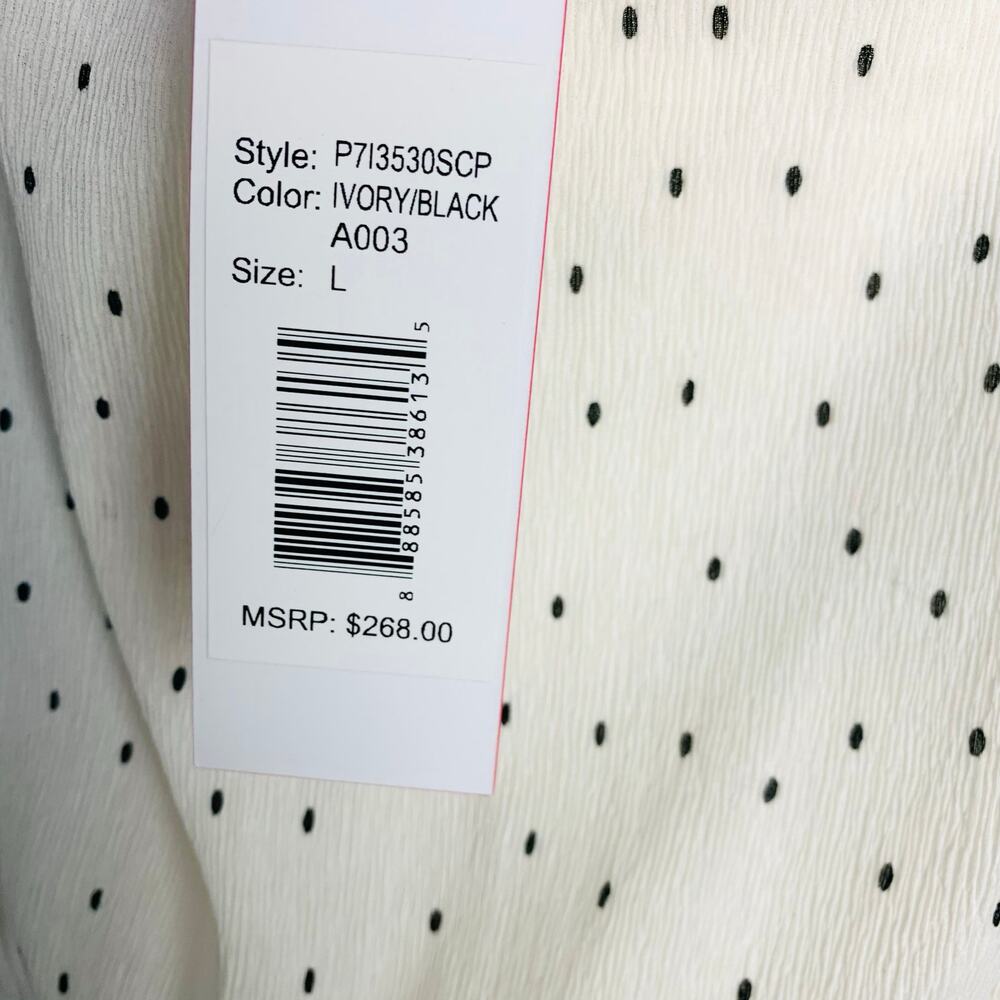 Style: P7I3530SCP
Color: IVORY/BLACK
A003
Size: L
8 88585 38613 5
MSRP: $268.00